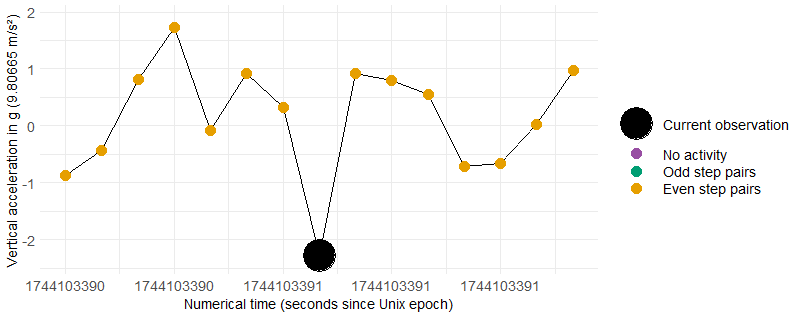 Vertical acceleration in g (9.80665 m/s²)
2
1
0
-1
-2
1744103390 1744103390 1744103391 1744103391 1744103391
Numerical time (seconds since Unix epoch)
Current observation
No activity
Odd step pairs
Even step pairs